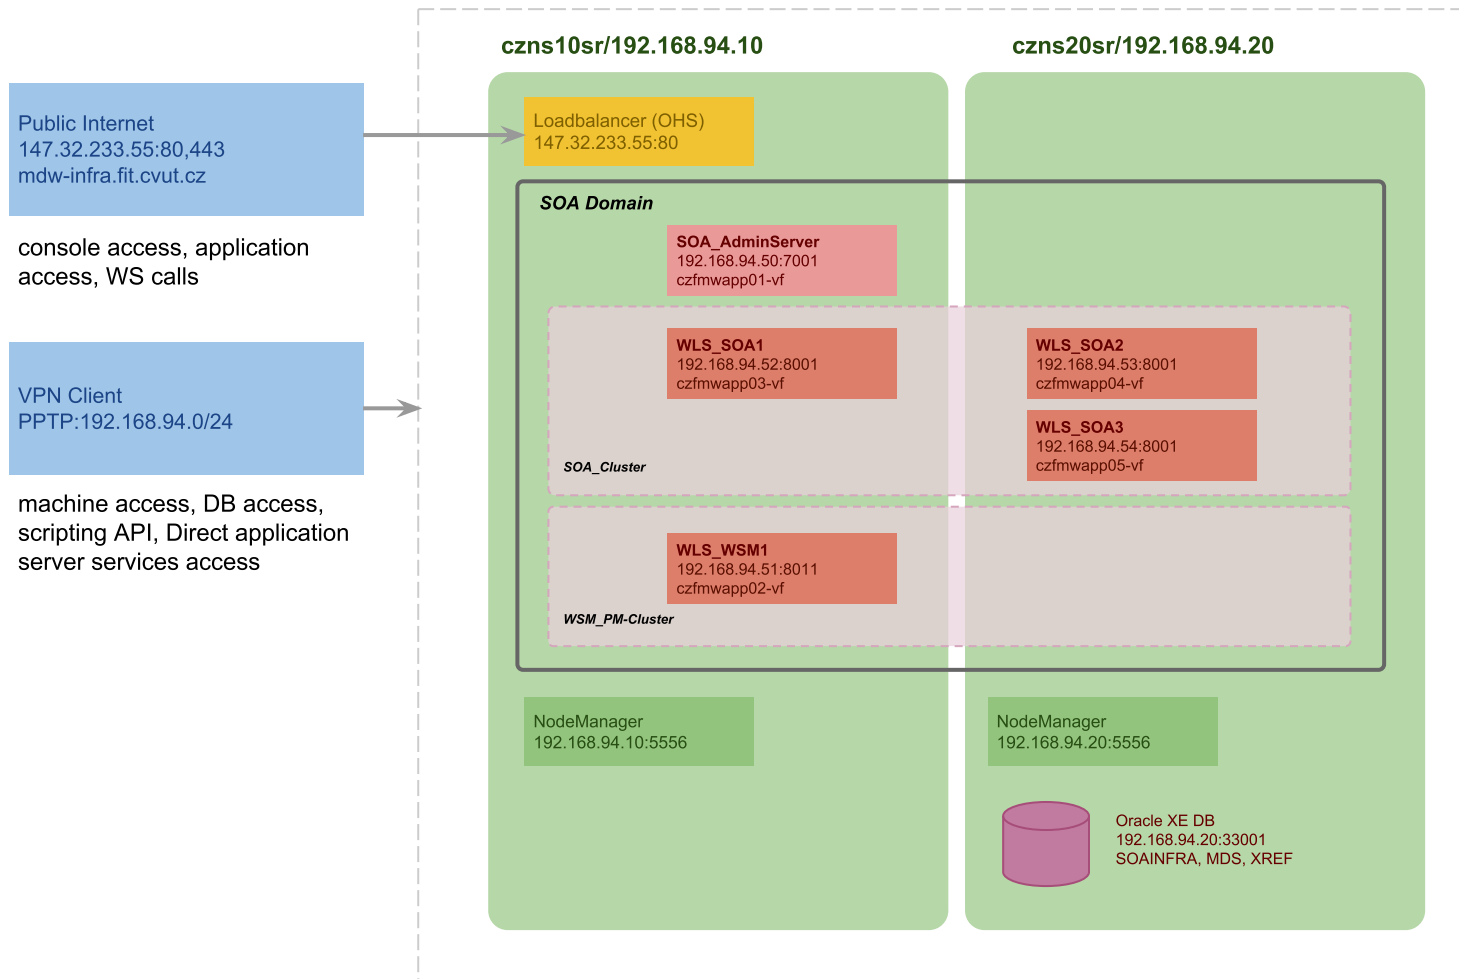 czns10sr/192.168.94.10
czns20sr/192.168.94.20
Public Internet
147.32.233.55:80,443
mdw-infra.fit.cvut.cz
console access, application
access, WS calls
VPN Client
PPTP:192.168.94.0/24
machine access, DB access,
scripting API, Direct application
server services access
Loadbalancer (OHS)
147.32.233.55:80
SOA Domain
SOA_AdminServer
192.168.94.50:7001
czfmwapp01-vf
WLS_SOA1
192.168.94.52:8001
czfmwapp03-vf
WLS_SOA2
192.168.94.53:8001
czfmwapp04-vf
WLS_SOA3
192.168.94.54:8001
czfmwapp05-vf
SOA_Cluster
WLS_WSM1
192.168.94.51:8011
czfmwapp02-vf
WSM_PM-Cluster
NodeManager
192.168.94.10:5556
NodeManager
192.168.94.20:5556
Oracle XE DB
192.168.94.20:33001
SOAINFRA, MDS, XREF